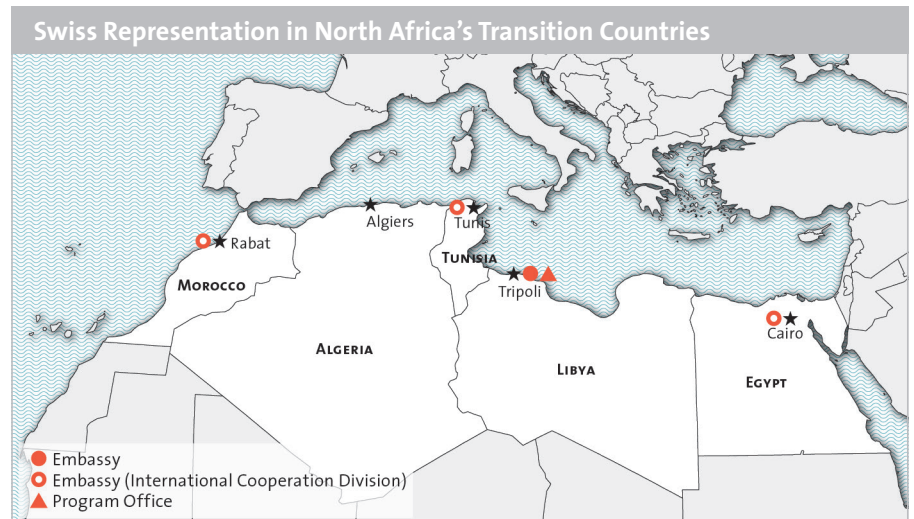 Swiss Representation in North Africa’s Transition Countries
Algiers
Tunis
Rabat
Tunisia
Morocco
Tripoli
Cairo
Algeria
Libya
Egypt
Embassy
Embassy (International Cooperation Division)
Program Office